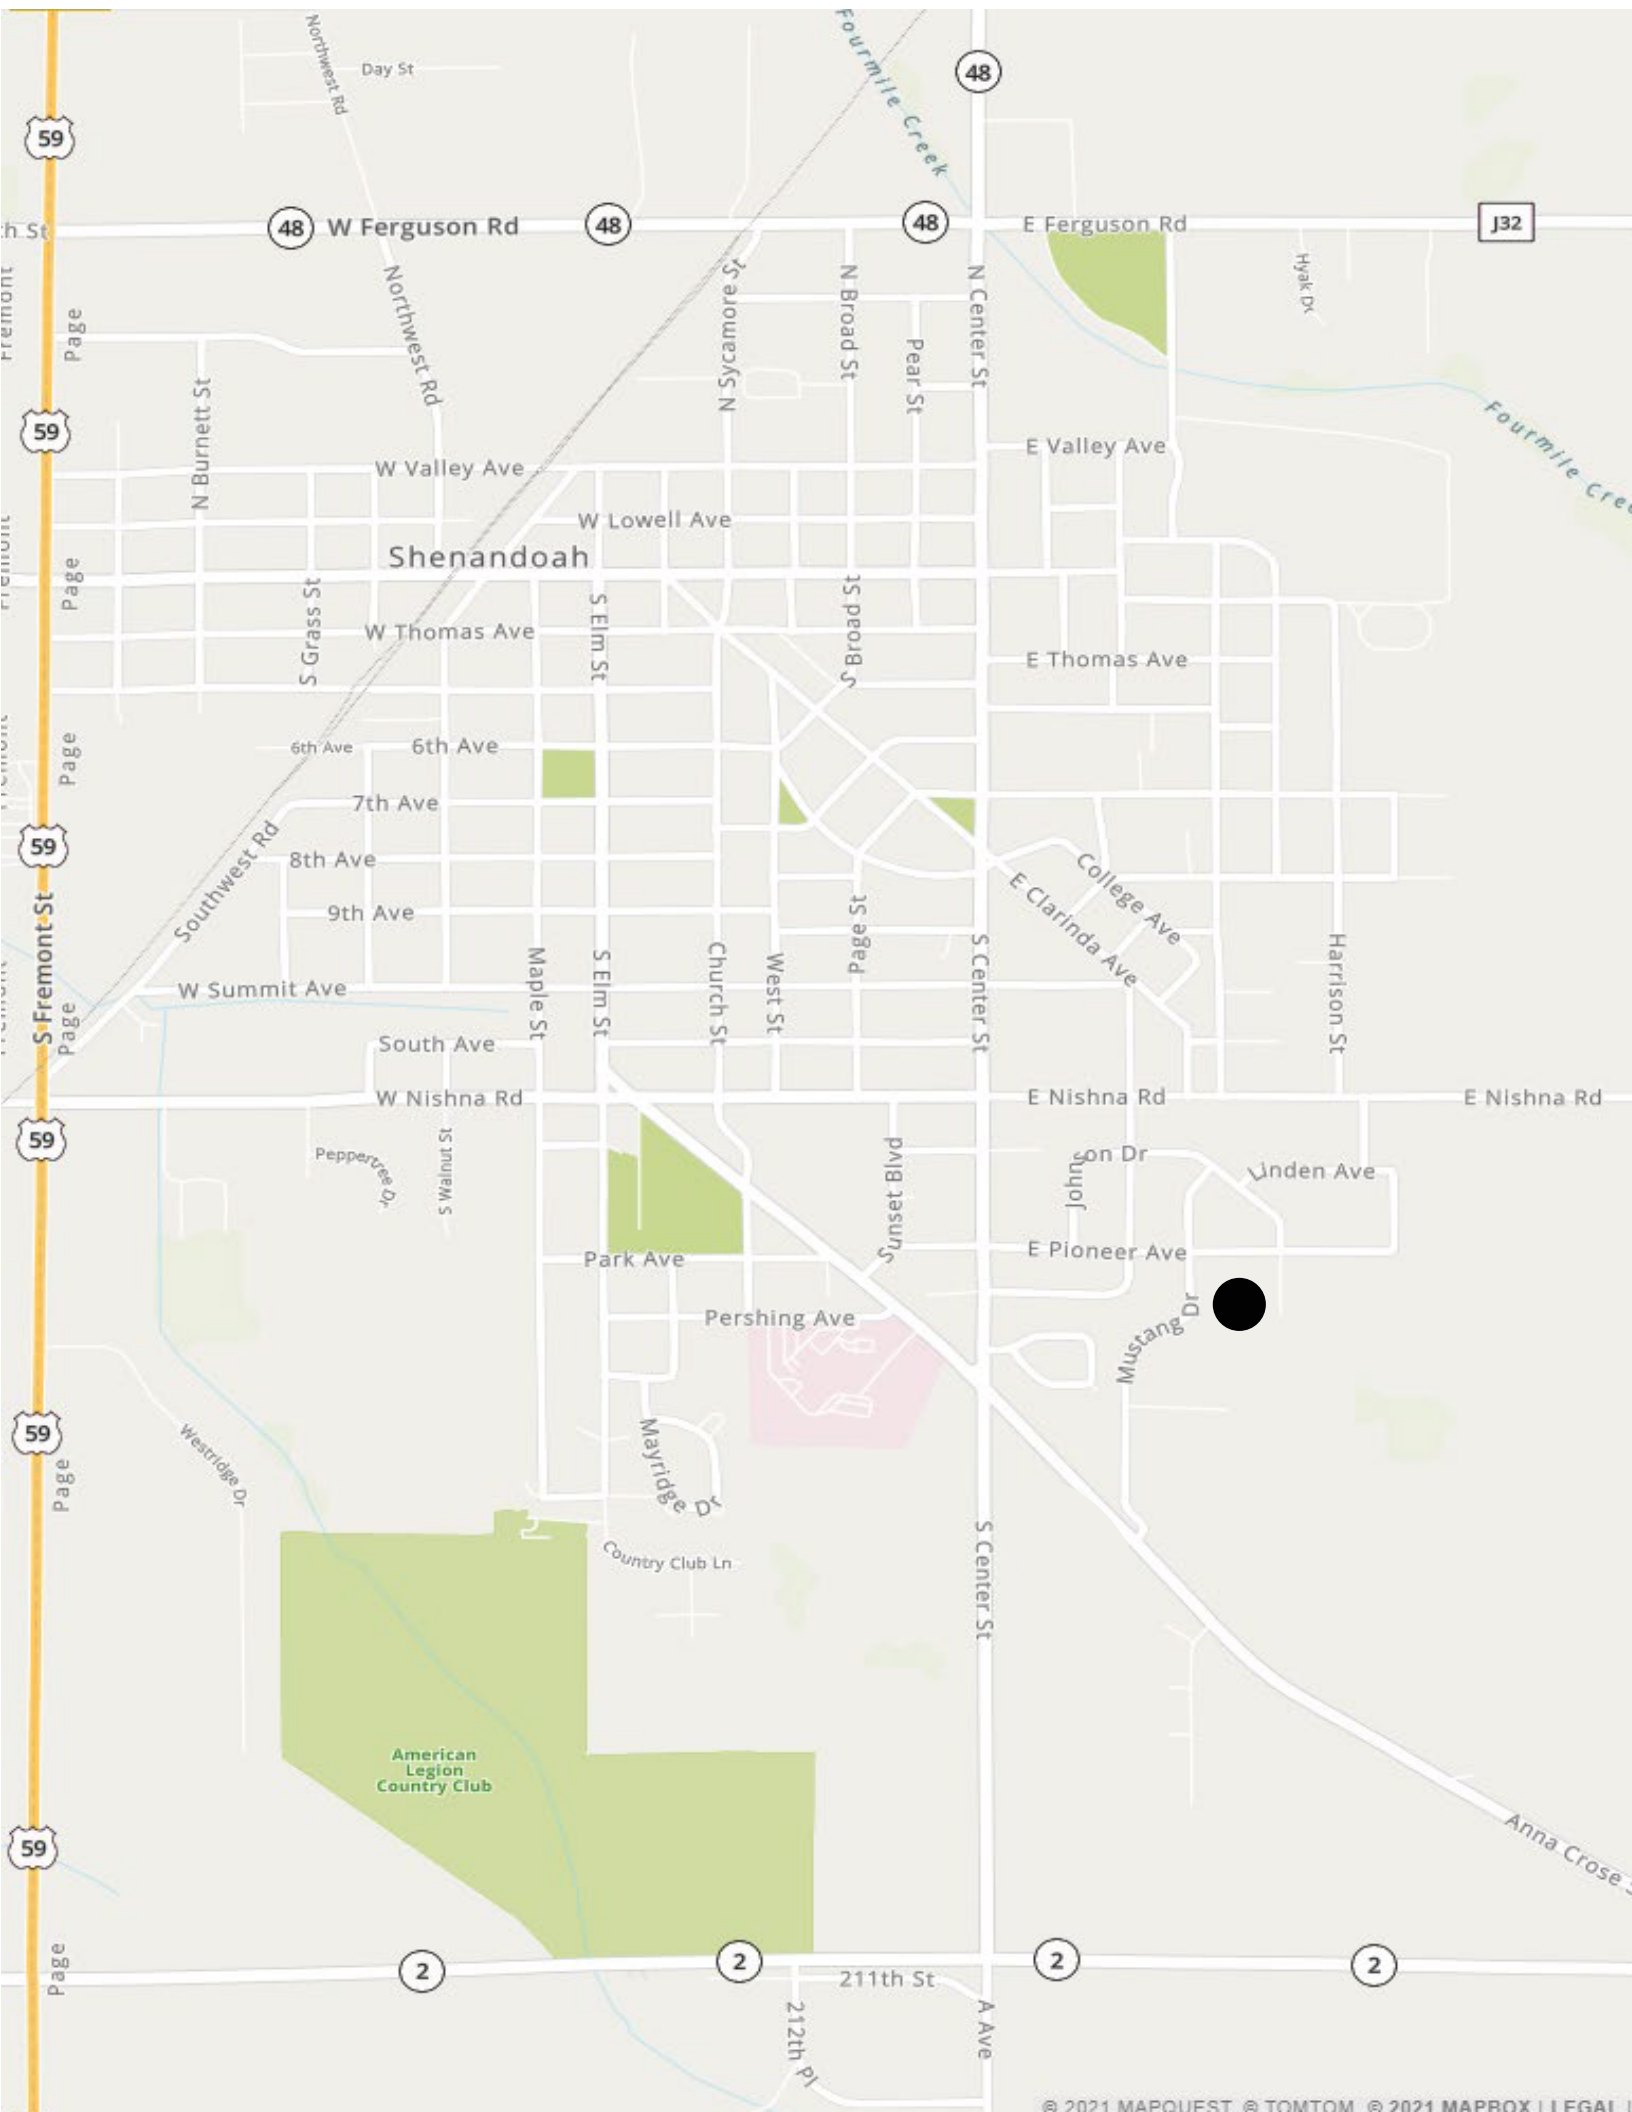 Northwest Rd
Day St
Fourmile Creek
48
59
h St
48
W Ferguson Rd
48
48
E Ferguson Rd
J32
Fremont
Page
Northwest Rd
N Sycamore St
N Broad St
N Center St
Hyak Dr
Pear St
N Burnett St
59
Fourmile Cree
W Valley Ave
E Valley Ave
W Lowell Ave
Shenandoah
Page
S Grass St
S Elm St
S Broad St
W Thomas Ave
E Thomas Ave
Page
6th Ave
6th Ave
7th Ave
59
Southwest Rd
8th Ave
College Ave
E Clarinda Ave
9th Ave
Page St
S Fremont St
Page
W Summit Ave
Maple St
S Elm St
Church St
West St
S Center St
Harrison St
South Ave
W Nishna Rd
E Nishna Rd
E Nishna Rd
59
Peppertree Dr
S Walnut St
Sunset Blvd
Johnson Dr
Linden Ave
Park Ave
E Pioneer Ave
Pershing Ave
Mustang Dr
59
Page
Westridge Dr
Mayridge Dr
Country Club Ln
S Center St
American
Legion
Country Club
59
Anna Crose S
Page
2
2
2
2
211th St
212th Pl
A Ave
© 2021 MAPQUEST © TOMTOM © 2021 MAPBOX | LEGAL |